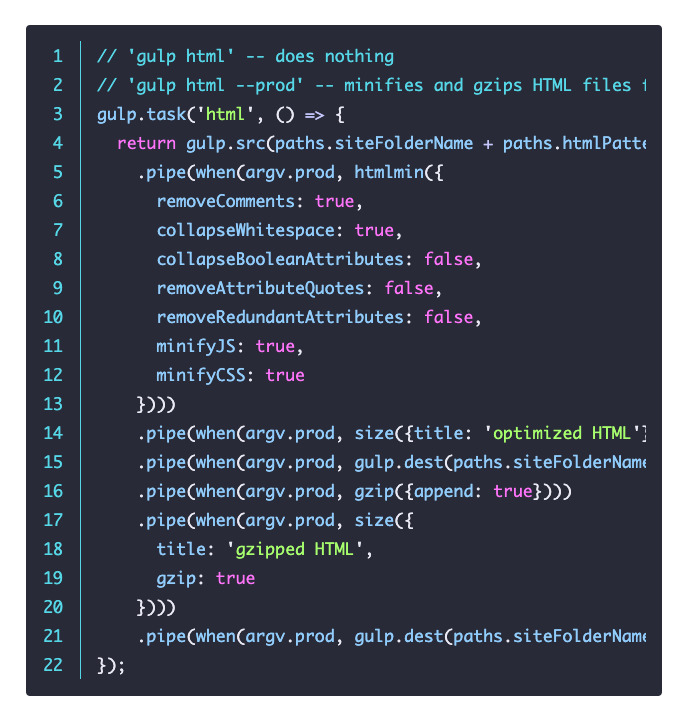 1 // 'gulp html' -- does nothing
2 // 'gulp html --prod' -- minifies and gzips HTML files
3 gulp.task('html', () => {
4 return gulp.src(paths.siteFolderName + paths.htmlPatte
5 .pipe(when(argv.prod, htmlmin({
6 removeComments: true,
7 collapseWhitespace: true,
8 collapseBooleanAttributes: false,
9 removeAttributeQuotes: false,
10 removeRedundantAttributes: false,
11 minifyJS: true,
12 minifyCSS: true
13 })))
14 .pipe(when(argv.prod, size({title: 'optimized HTML'}
15 .pipe(when(argv.prod, gulp.dest(paths.siteFolderName
16 .pipe(when(argv.prod, gzip({append: true})))
17 .pipe(when(argv.prod, size({
18 title: 'gzipped HTML',
19 gzip: true
20 })))
21 .pipe(when(argv.prod, gulp.dest(paths.siteFolderName
22 });